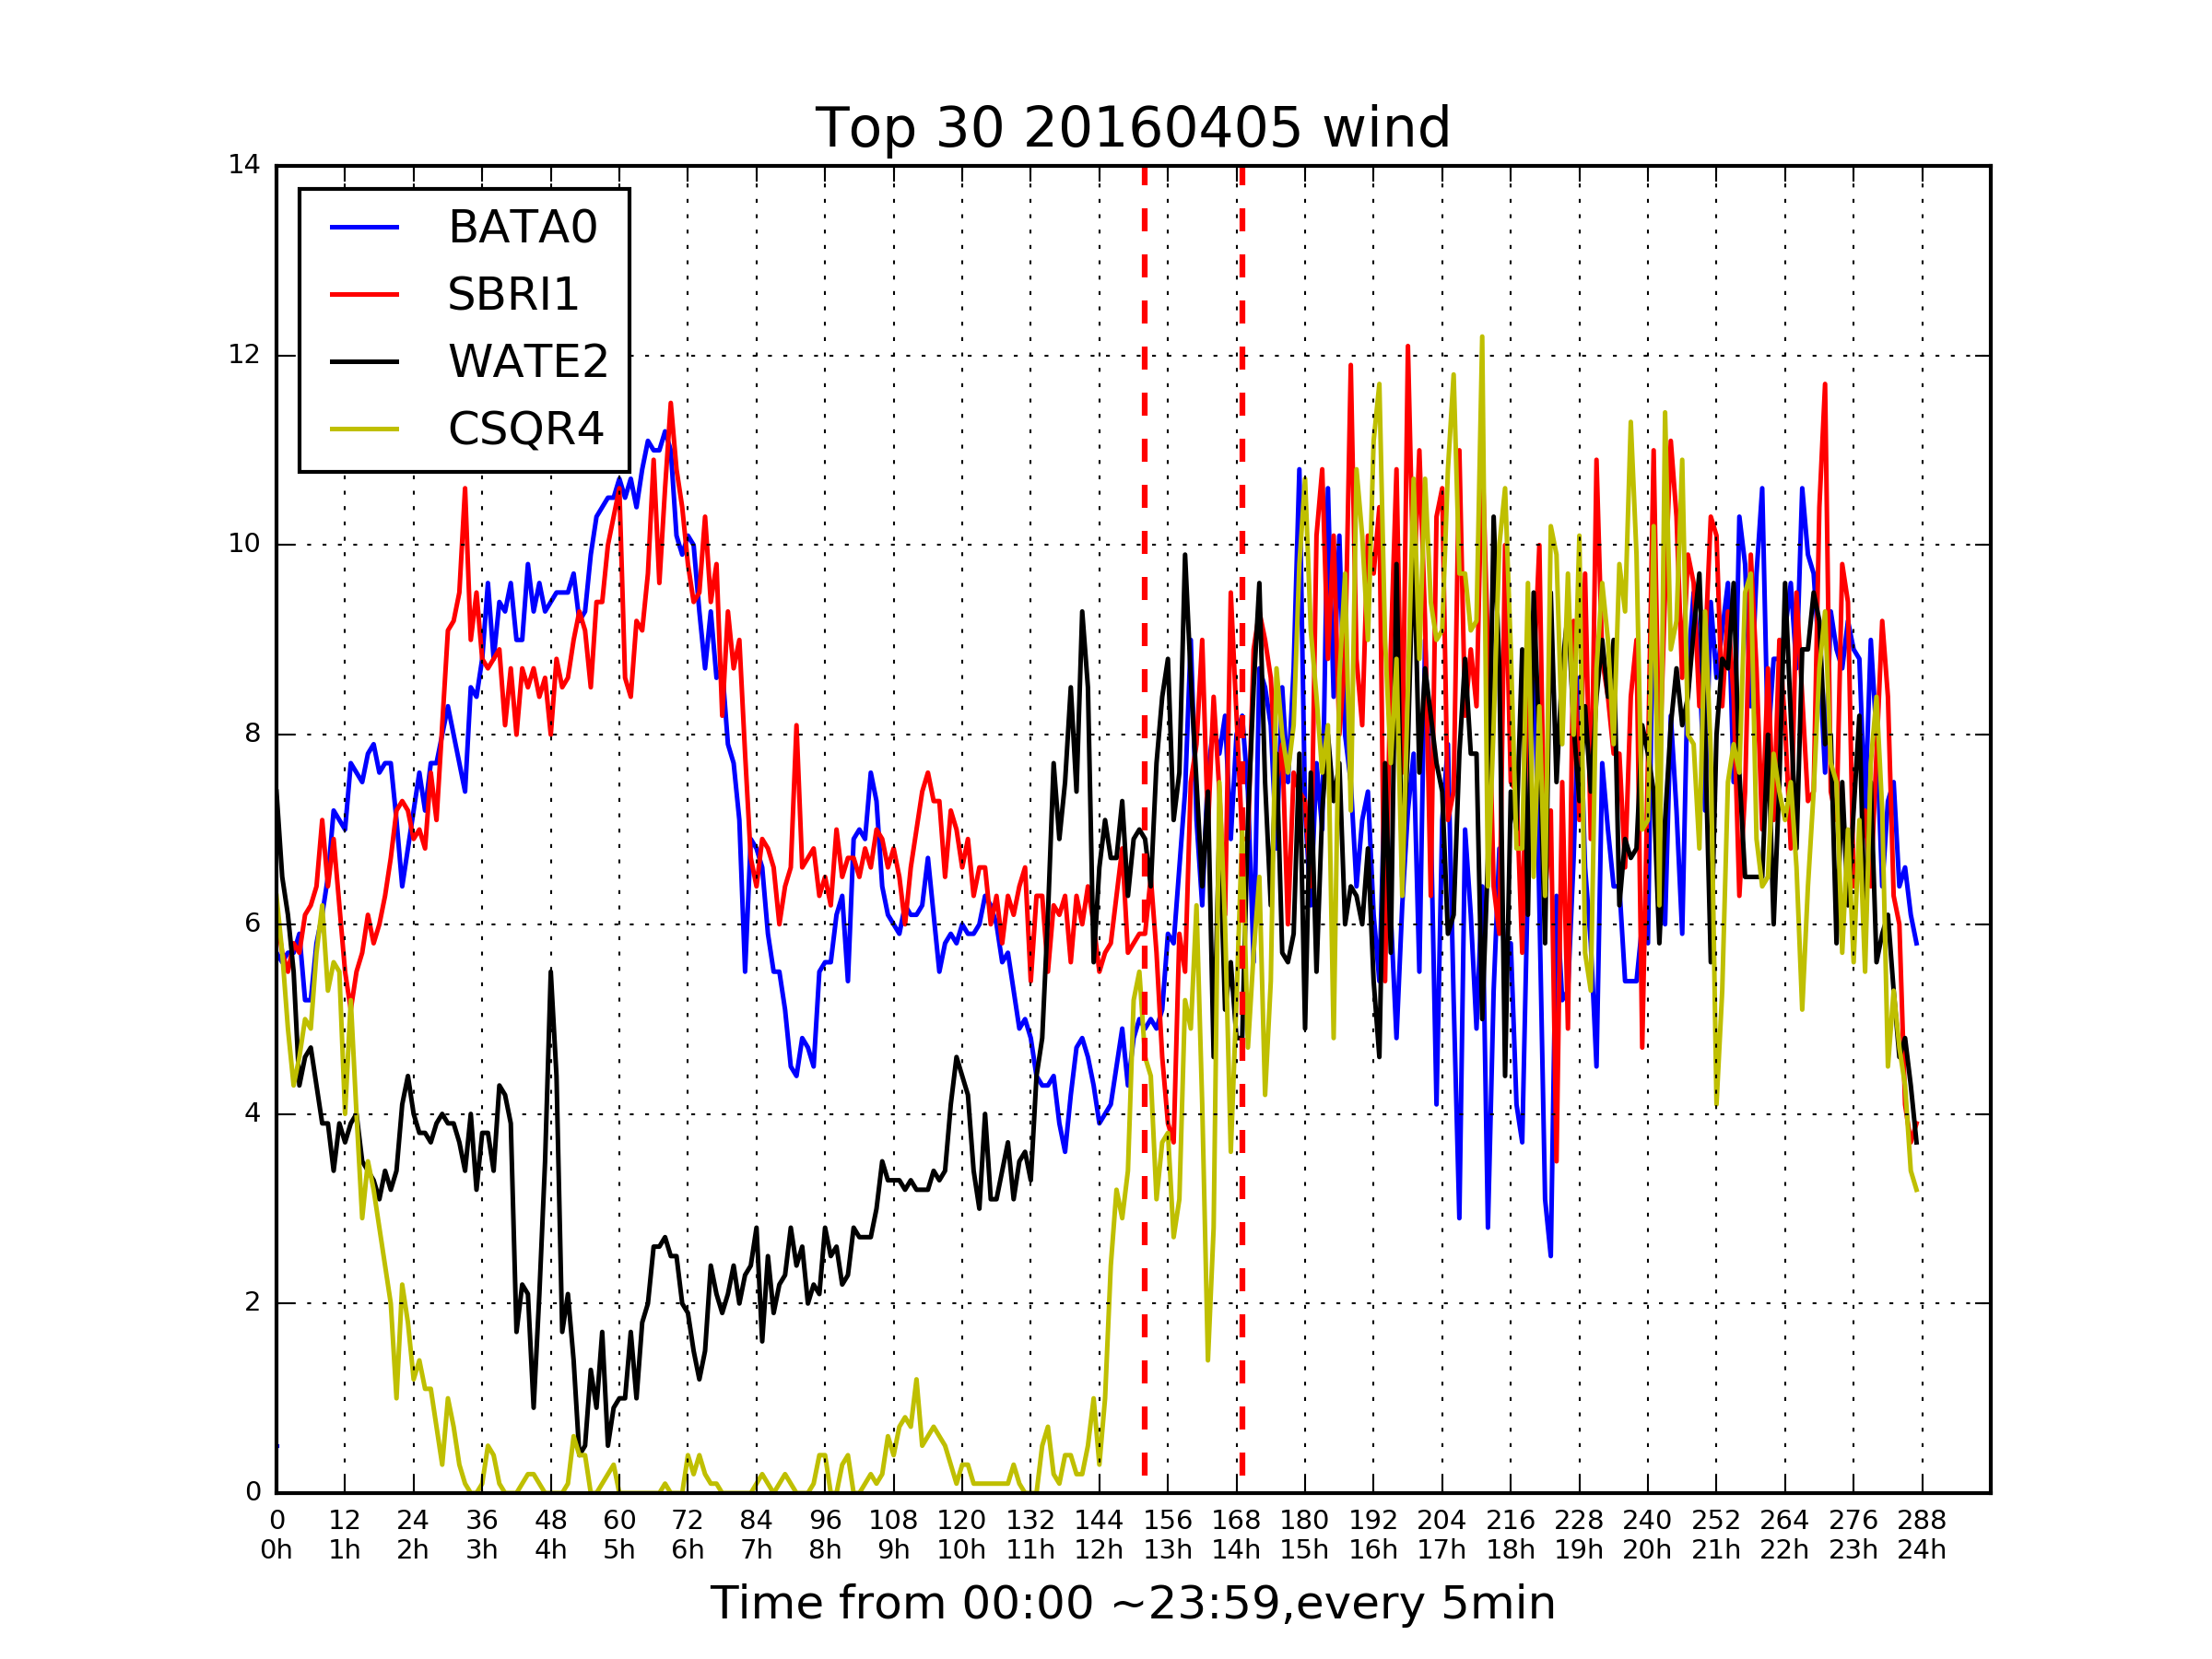 Top 30 20160405 wind
14
12
10
8
6
4
2
0
BATA0
SBRI1
WATE2
CSQR4
0 12 24 36 48 60 72 84 96 108 120 132 144 156 168 180 192 204 216 228 240 252 264 276 288
0h 1h 2h 3h 4h 5h 6h 7h 8h 9h 10h 11h 12h 13h 14h 15h 16h 17h 18h 19h 20h 21h 22h 23h 24h
Time from 00:00 ~23:59,every 5min